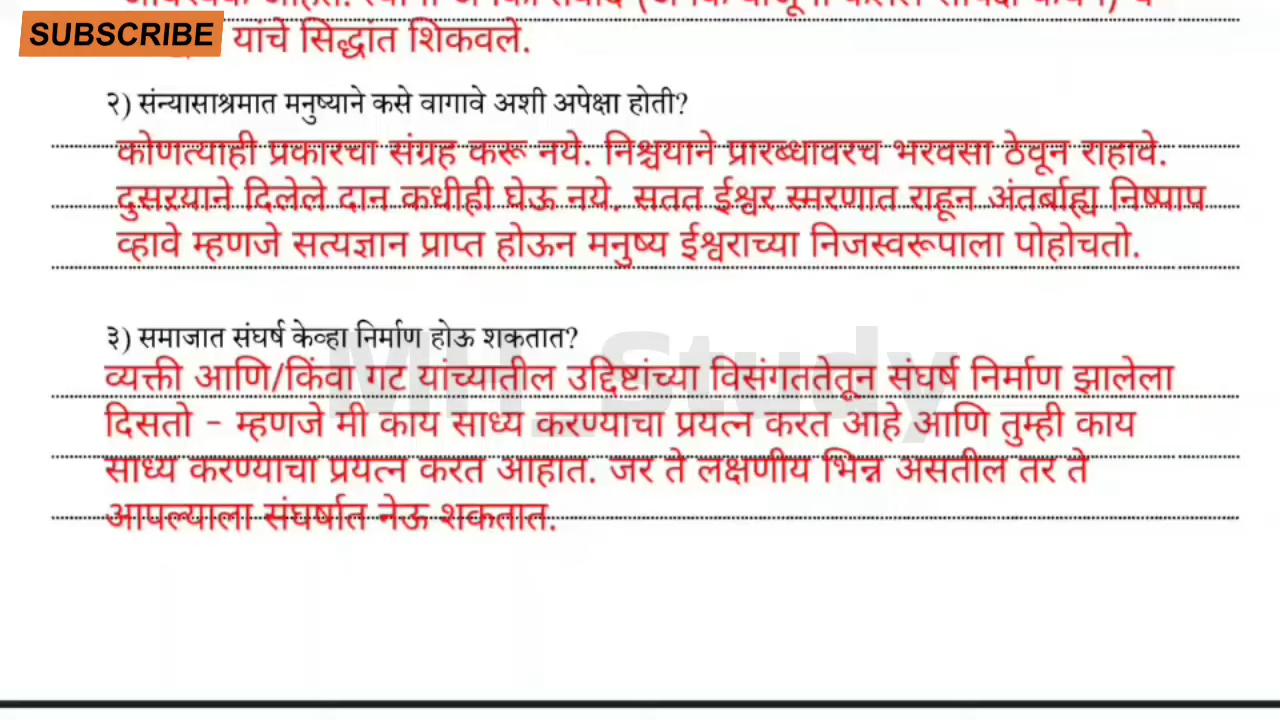 SUBSCRIBE
यांचे सिद्धांत शिकवले.
२) संन्यासाश्रमात मनुष्याने कसे वागावे अशी अपेक्षा होती?
कोणत्याही प्रकारचा संग्रह करू नये. निश्चयाने प्रारब्धावरच भरवसा ठेवून राहावे.
दुसऱयाने दिलेले दान कधीही घेऊ नये. सतत ईश्वर स्मरणात राहून अंतर्बाह्य निष्पाप
व्हावे म्हणजे सत्यज्ञान प्राप्त होऊन मनुष्य ईश्वराच्या निजस्वरूपाला पोहोचतो.
३) समाजात संघर्ष केव्हा निर्माण होऊ शकतात?
व्यक्ती आणि/किंवा गट यांच्यातील उद्दिष्टांच्या विसंगततेतून संघर्ष निर्माण झालेला
दिसतो - म्हणजे मी काय साध्य करण्याचा प्रयत्न करत आहे आणि तुम्ही काय
साध्य करण्याचा प्रयत्न करत आहात. जर ते लक्षणीय भिन्न असतील तर ते
आपल्याला संघर्षात नेऊ शकतात.
MH_Study